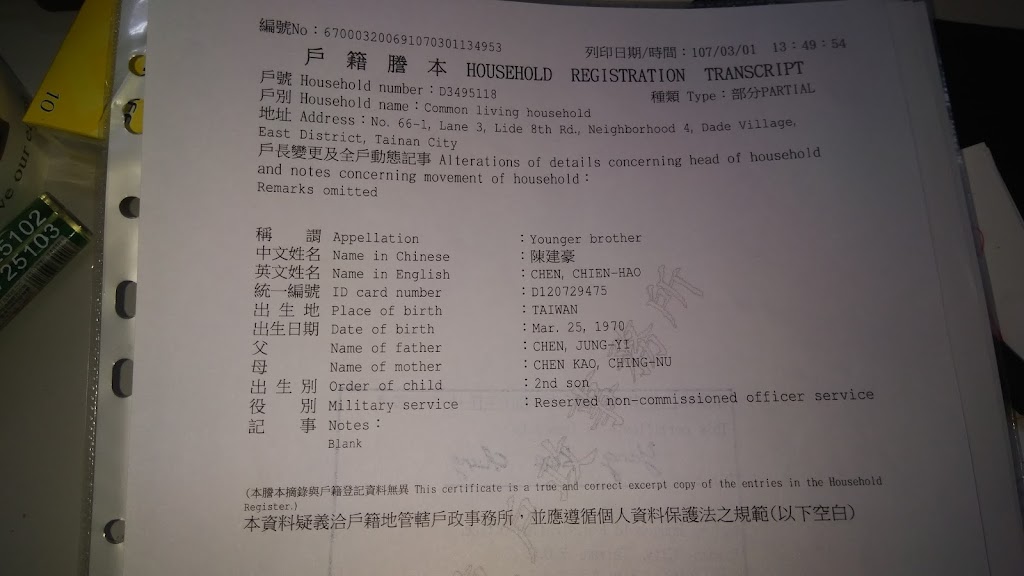 編號No：670003200691070301134953
列印日期/時間：107/03/01 13:49:54
戶籍謄本 HOUSEHOLD REGISTRATION TRANSCRIPT
戶號 Household number：D3495118
種類 Type：部分PARTIAL
戶別 Household name：Common living household
地址 Address：No. 66-1, Lane 3, Lide 8th Rd., Neighborhood 4, Dade Village,
East District, Tainan City
戶長變更及全戶動態記事 Alterations of details concerning head of household
and notes concerning movement of household：
Remarks omitted
稱謂 Appellation ：Younger brother
中文姓名 Name in Chinese ：陳建豪
英文姓名 Name in English ：CHEN, CHIEN-HAO
統一編號 ID card number ：D120729475
出生地 Place of birth ：TAIWAN
出生日期 Date of birth ：Mar. 25, 1970
父 Name of father ：CHEN, JUNG-YI
母 Name of mother ：CHEN KAO, CHING-NU
出生別 Order of child ：2nd son
役別 Military service ：Reserved non-commissioned officer service
記事 Notes：
Blank
(本謄本摘錄與戶籍登記資料無異 This certificate is a true and correct excerpt copy of the entries in the Household
Register.)
本資料疑義洽戶籍地管轄戶政事務所，並應遵循個人資料保護法之規範(以下空白)
10
ve our c
25102
25103